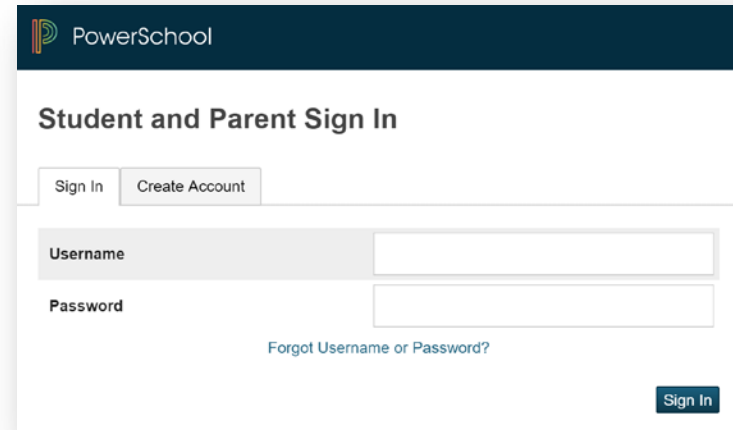 PowerSchool
Student and Parent Sign In
Sign In Create Account
Username
Password
Forgot Username or Password?
Sign In